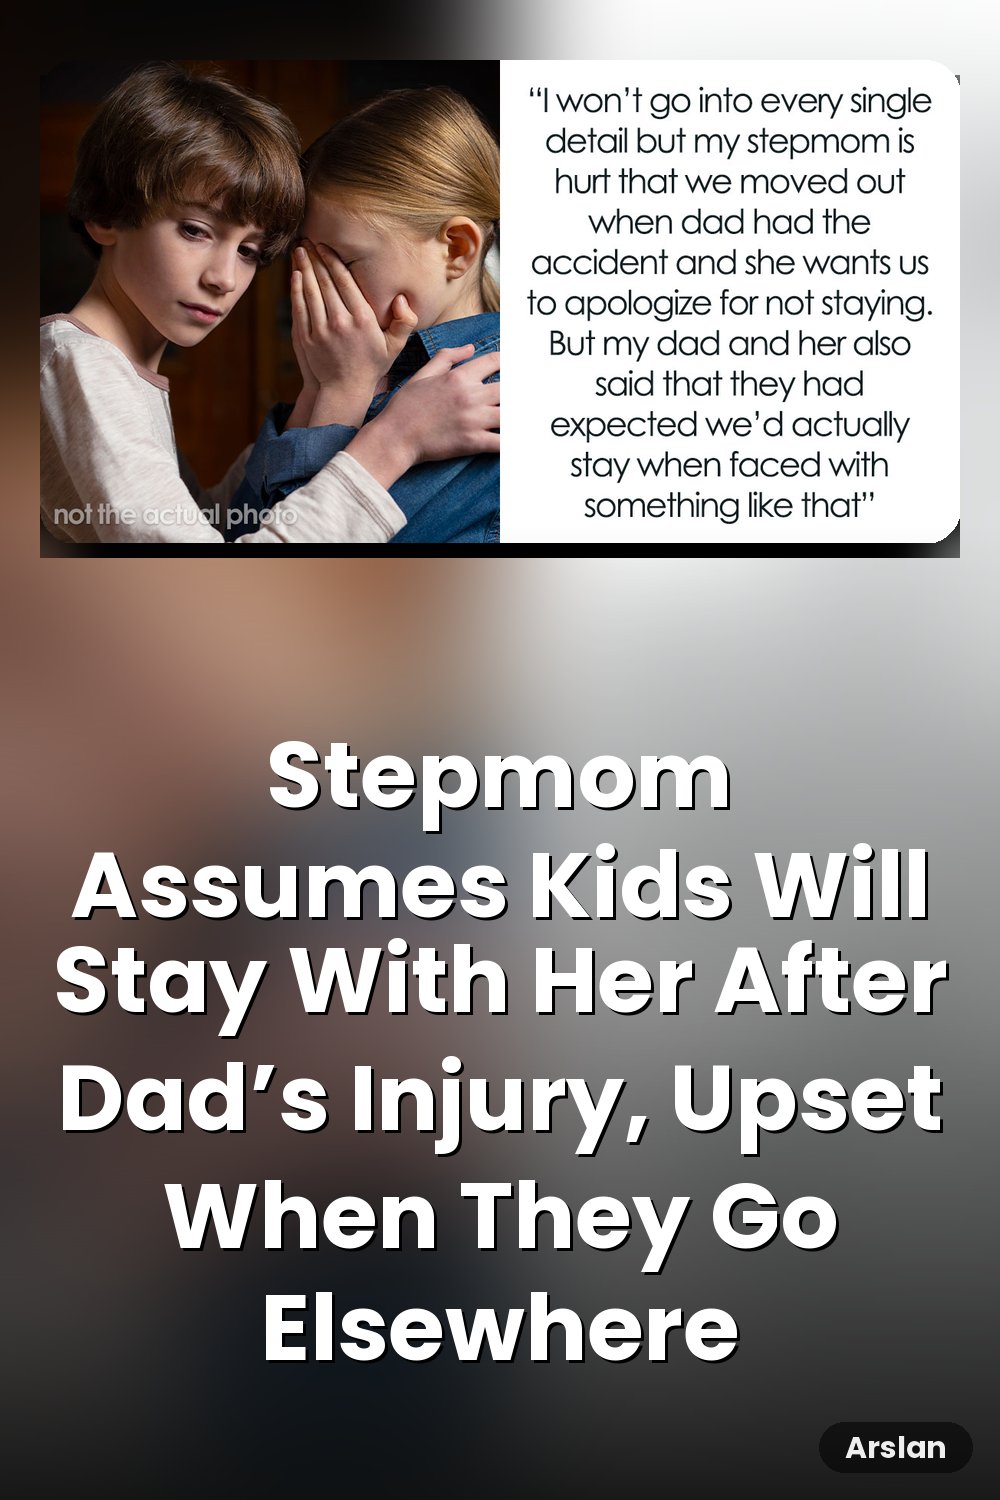 “I won’t go into every single
detail but my stepmom is
hurt that we moved out
when dad had the
accident and she wants us
to apologize for not staying.
But my dad and her also
said that they had
expected we’d actually
stay when faced with
something like that”
not the actual photo
Stepmom
Assumes Kids Will
Stay With Her After
Dad’s Injury, Upset
When They Go
Elsewhere
Arslan